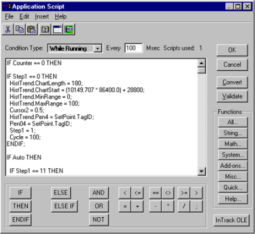 Application Script
File Edit Insert Help
Condition Type: While Running Every 100 Msec Scripts used: 1
OK
Cancel
Convert
Validate
Functions
All...
String...
Math...
System...
Add-ons...
Misc...
Quick...
Help...
InTrack OLE
IF Counter == 0 THEN
IF Step1 == 0 THEN
HistTrend.ChartLength = 100;
HistTrend.ChartStart = (10149.707 * 86400.0) + 28800;
HistTrend.MinRange = 0;
HistTrend.MaxRange = 100;
Cursor2 = 0.5;
HistTrend.Pen4 = SetPoint.TagID;
Pen04 = SetPoint.TagID;
Step1 = 1;
Cycle = 100;
ENDIF;
IF Auto THEN
IF Step1 == 11 THEN
IF ELSE AND < <= == <> >= >
THEN ELSE IF OR = + - * / ;
ENDIF NOT